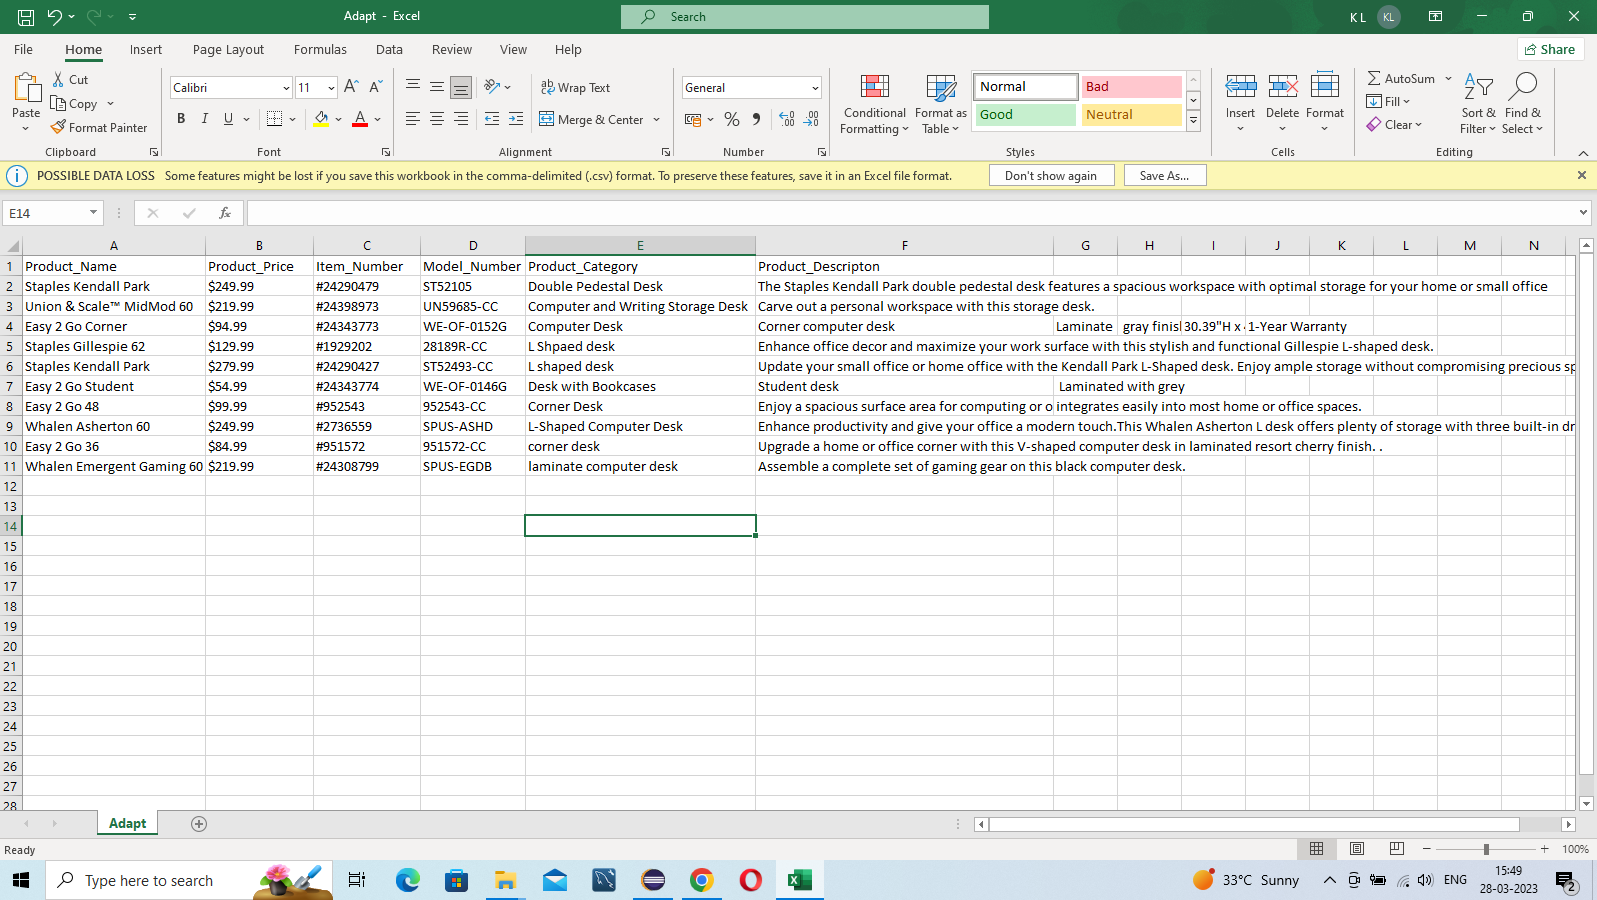 Adapt - Excel
Search
K L
KL
File Home Insert Page Layout Formulas Data Review View Help
Share
Paste
Cut
Copy
Format Painter
Clipboard
Calibri 11
B I U
Font
Wrap Text
Merge & Center
Alignment
General
Number
Conditional Formatting
Format as Table
Normal Bad
Good Neutral
Styles
Insert Delete Format
Cells
AutoSum
Fill
Clear
Sort & Filter
Find & Select
Editing
POSSIBLE DATA LOSS Some features might be lost if you save this workbook in the comma-delimited (.csv) format. To preserve these features, save it in an Excel file format. Don't show again Save As...
E14
fx
A B C D E F G H I J K L M N
1 Product_Name Product_Price Item_Number Model_Number Product_Category Product_Descripton
2 Staples Kendall Park $249.99 #24290479 ST52105 Double Pedestal Desk The Staples Kendall Park double pedestal desk features a spacious workspace with optimal storage for your home or small office
3 Union & Scale™ MidMod 60 $219.99 #24398973 UN59685-CC Computer and Writing Storage Desk Carve out a personal workspace with this storage desk.
4 Easy 2 Go Corner $94.99 #24343773 WE-OF-0152G Computer Desk Corner computer desk Laminate gray finisl 30.39"H x 1-Year Warranty
5 Staples Gillespie 62 $129.99 #1929202 28189R-CC L Shpaed desk Enhance office decor and maximize your work surface with this stylish and functional Gillespie L-shaped desk.
6 Staples Kendall Park $279.99 #24290427 ST52493-CC L shaped desk Update your small office or home office with the Kendall Park L-Shaped desk. Enjoy ample storage without compromising precious sp
7 Easy 2 Go Student $54.99 #24343774 WE-OF-0146G Desk with Bookcases Student desk Laminated with grey
8 Easy 2 Go 48 $99.99 #952543 952543-CC Corner Desk Enjoy a spacious surface area for computing or o integrates easily into most home or office spaces.
9 Whalen Asherton 60 $249.99 #2736559 SPUS-ASHD L-Shaped Computer Desk Enhance productivity and give your office a modern touch.This Whalen Asherton L desk offers plenty of storage with three built-in dr
10 Easy 2 Go 36 $84.99 #951572 951572-CC corner desk Upgrade a home or office corner with this V-shaped computer desk in laminated resort cherry finish. .
11 Whalen Emergent Gaming 60 $219.99 #24308799 SPUS-EGDB laminate computer desk Assemble a complete set of gaming gear on this black computer desk.
12
13
14
15
16
17
18
19
20
21
22
23
24
25
26
27
28
Adapt
Ready
100%
Type here to search
33°C Sunny
ENG
15:49
28-03-2023
2